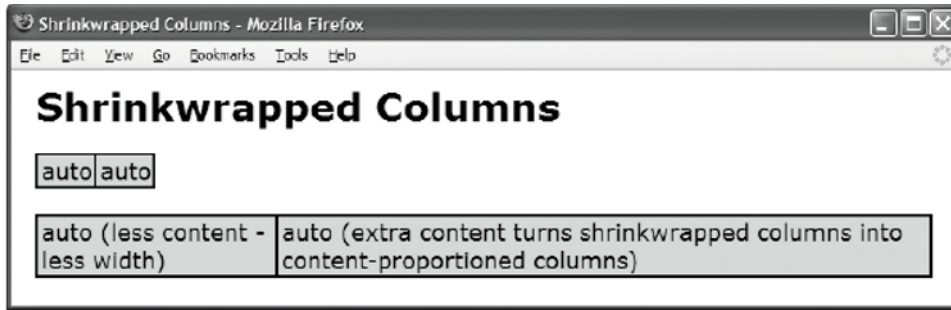 Shrinkwrapped Columns - Mozilla Firefox
File Edit View Go Bookmarks Tools Help
Shrinkwrapped Columns
auto auto
auto (less content - auto (extra content turns shrinkwrapped columns into
less width) content-proportioned columns)